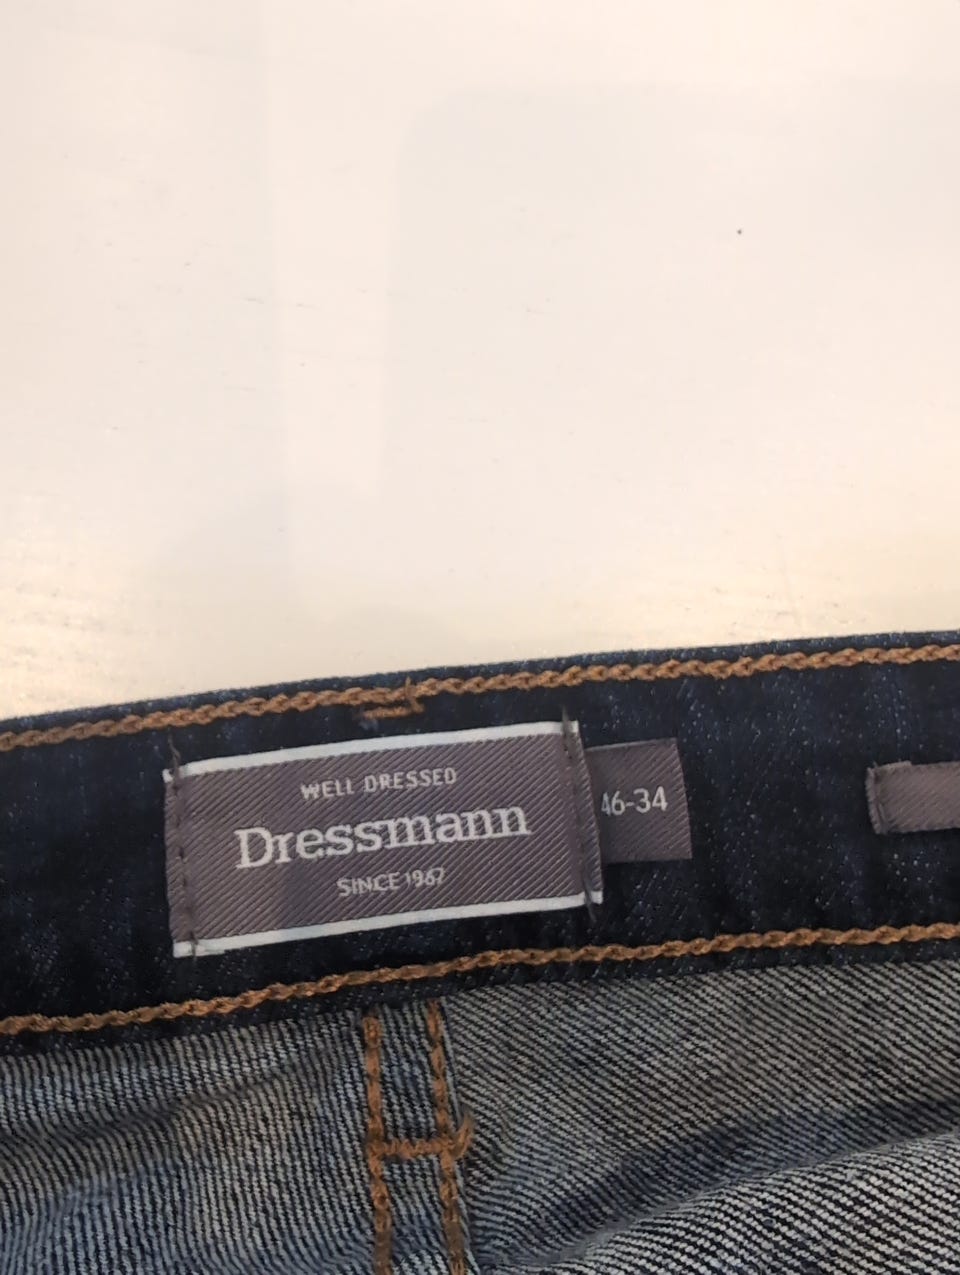 WELL DRESSED
Dressmann
SINCE 1967
46-34